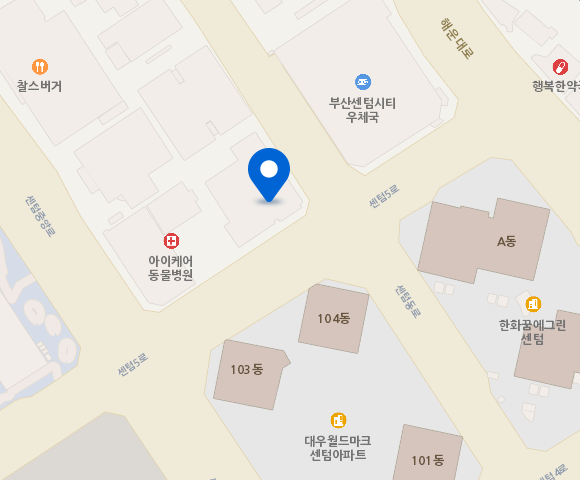 해운대로
찰스버거
행복한약
부산센텀시티
우체국
센텀5로
센텀중앙로
A동
아이케어
동물병원
센텀동로
104동
한화꿈에그린
센텀
센텀5로
103동
대우월드마크
센텀아파트
101동
센텀4로